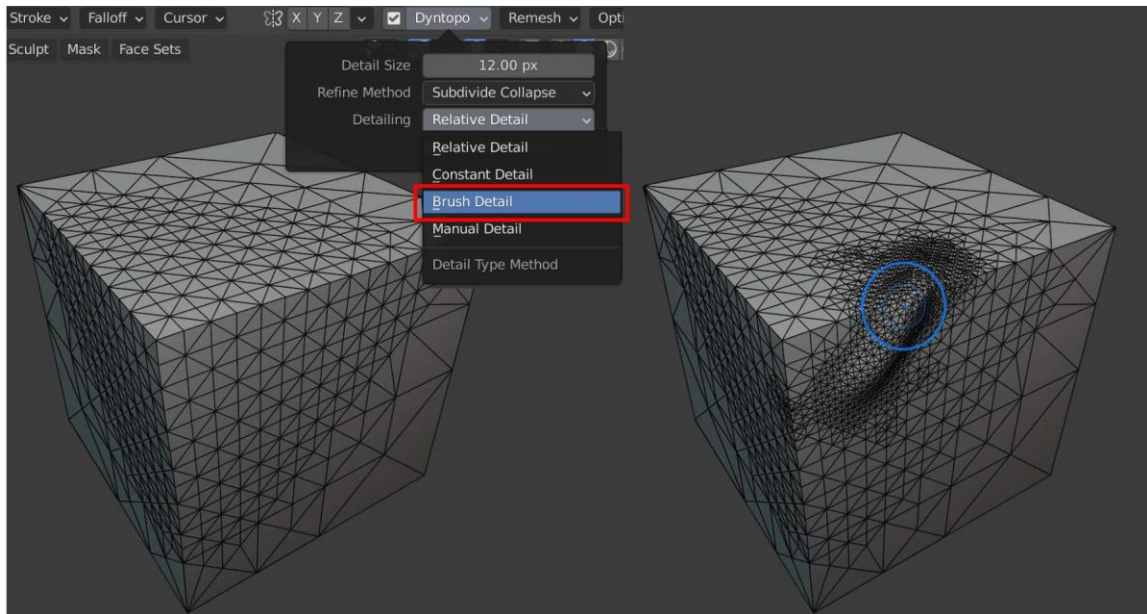 Stroke Falloff Cursor X Y Z Dyntopo Remesh Opti
Sculpt Mask Face Sets
Detail Size 12.00 px
Refine Method Subdivide Collapse
Detailing Relative Detail
Relative Detail
Constant Detail
Brush Detail
Manual Detail
Detail Type Method